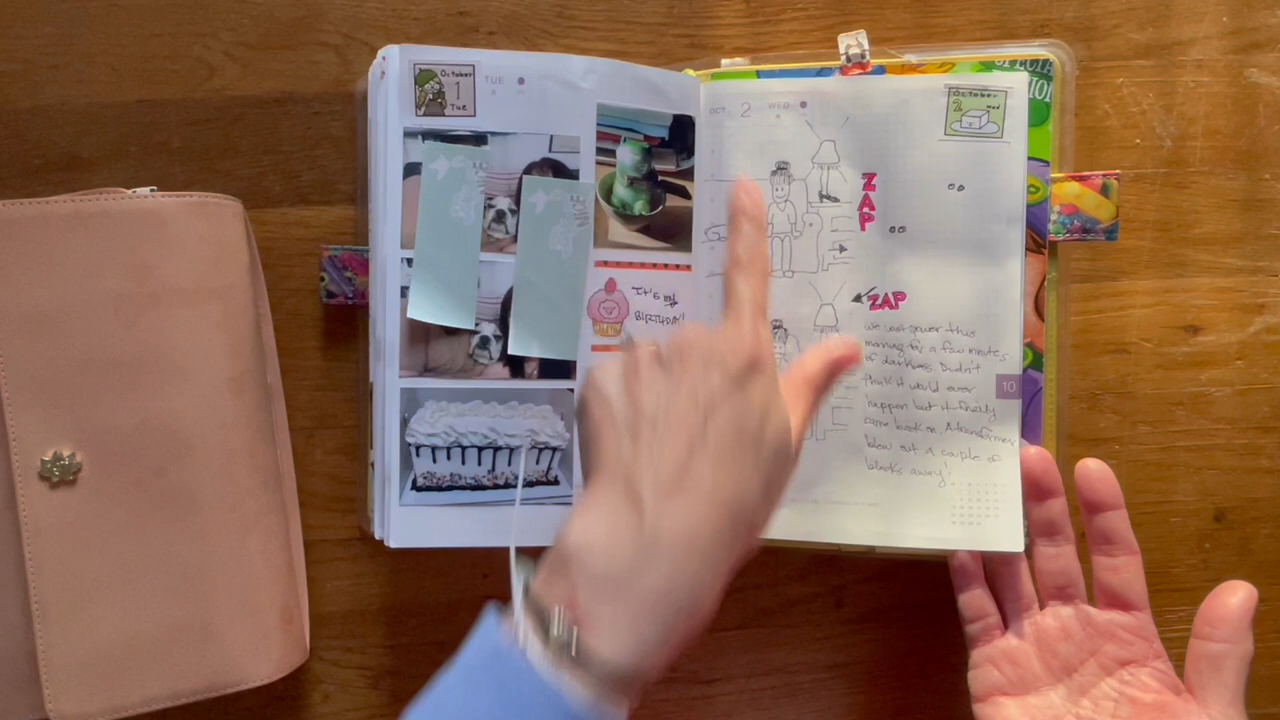 October
1
Tue
TUE
NICE
It's my
BIRTHDAY!
OCT. 2 WED
October
2 Wed
ZAP
ZAP
We lost power this
morning for a few minutes
of darkness. Didn't
think it would ever
happen but it finally
came back on. A transformer
blew out a couple of
blocks away!
10